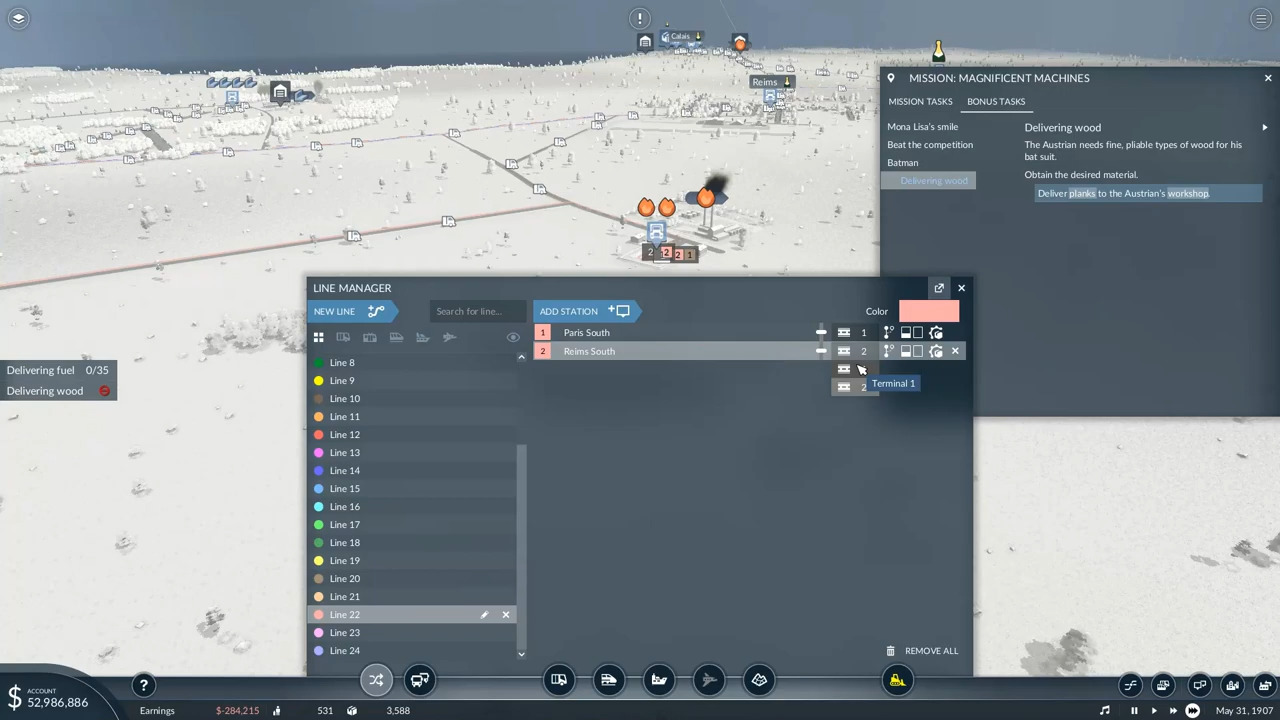 Calais
Reims
MISSION: MAGNIFICENT MACHINES
MISSION TASKS
BONUS TASKS
Mona Lisa's smile
Beat the competition
Batman
Delivering wood
Delivering wood
The Austrian needs fine, pliable types of wood for his
bat suit.
Obtain the desired material.
Deliver planks to the Austrian's workshop.
2
2
2
1
LINE MANAGER
NEW LINE
Search for line...
ADD STATION
Color
1
Paris South
1
2
Reims South
2
2
Terminal 1
Delivering fuel 0/35
Delivering wood
Line 8
Line 9
Line 10
Line 11
Line 12
Line 13
Line 14
Line 15
Line 16
Line 17
Line 18
Line 19
Line 20
Line 21
Line 22
Line 23
Line 24
REMOVE ALL
$
ACCOUNT
52,986,886
?
Earnings
$-284,215
531
3,588
May 31, 1907